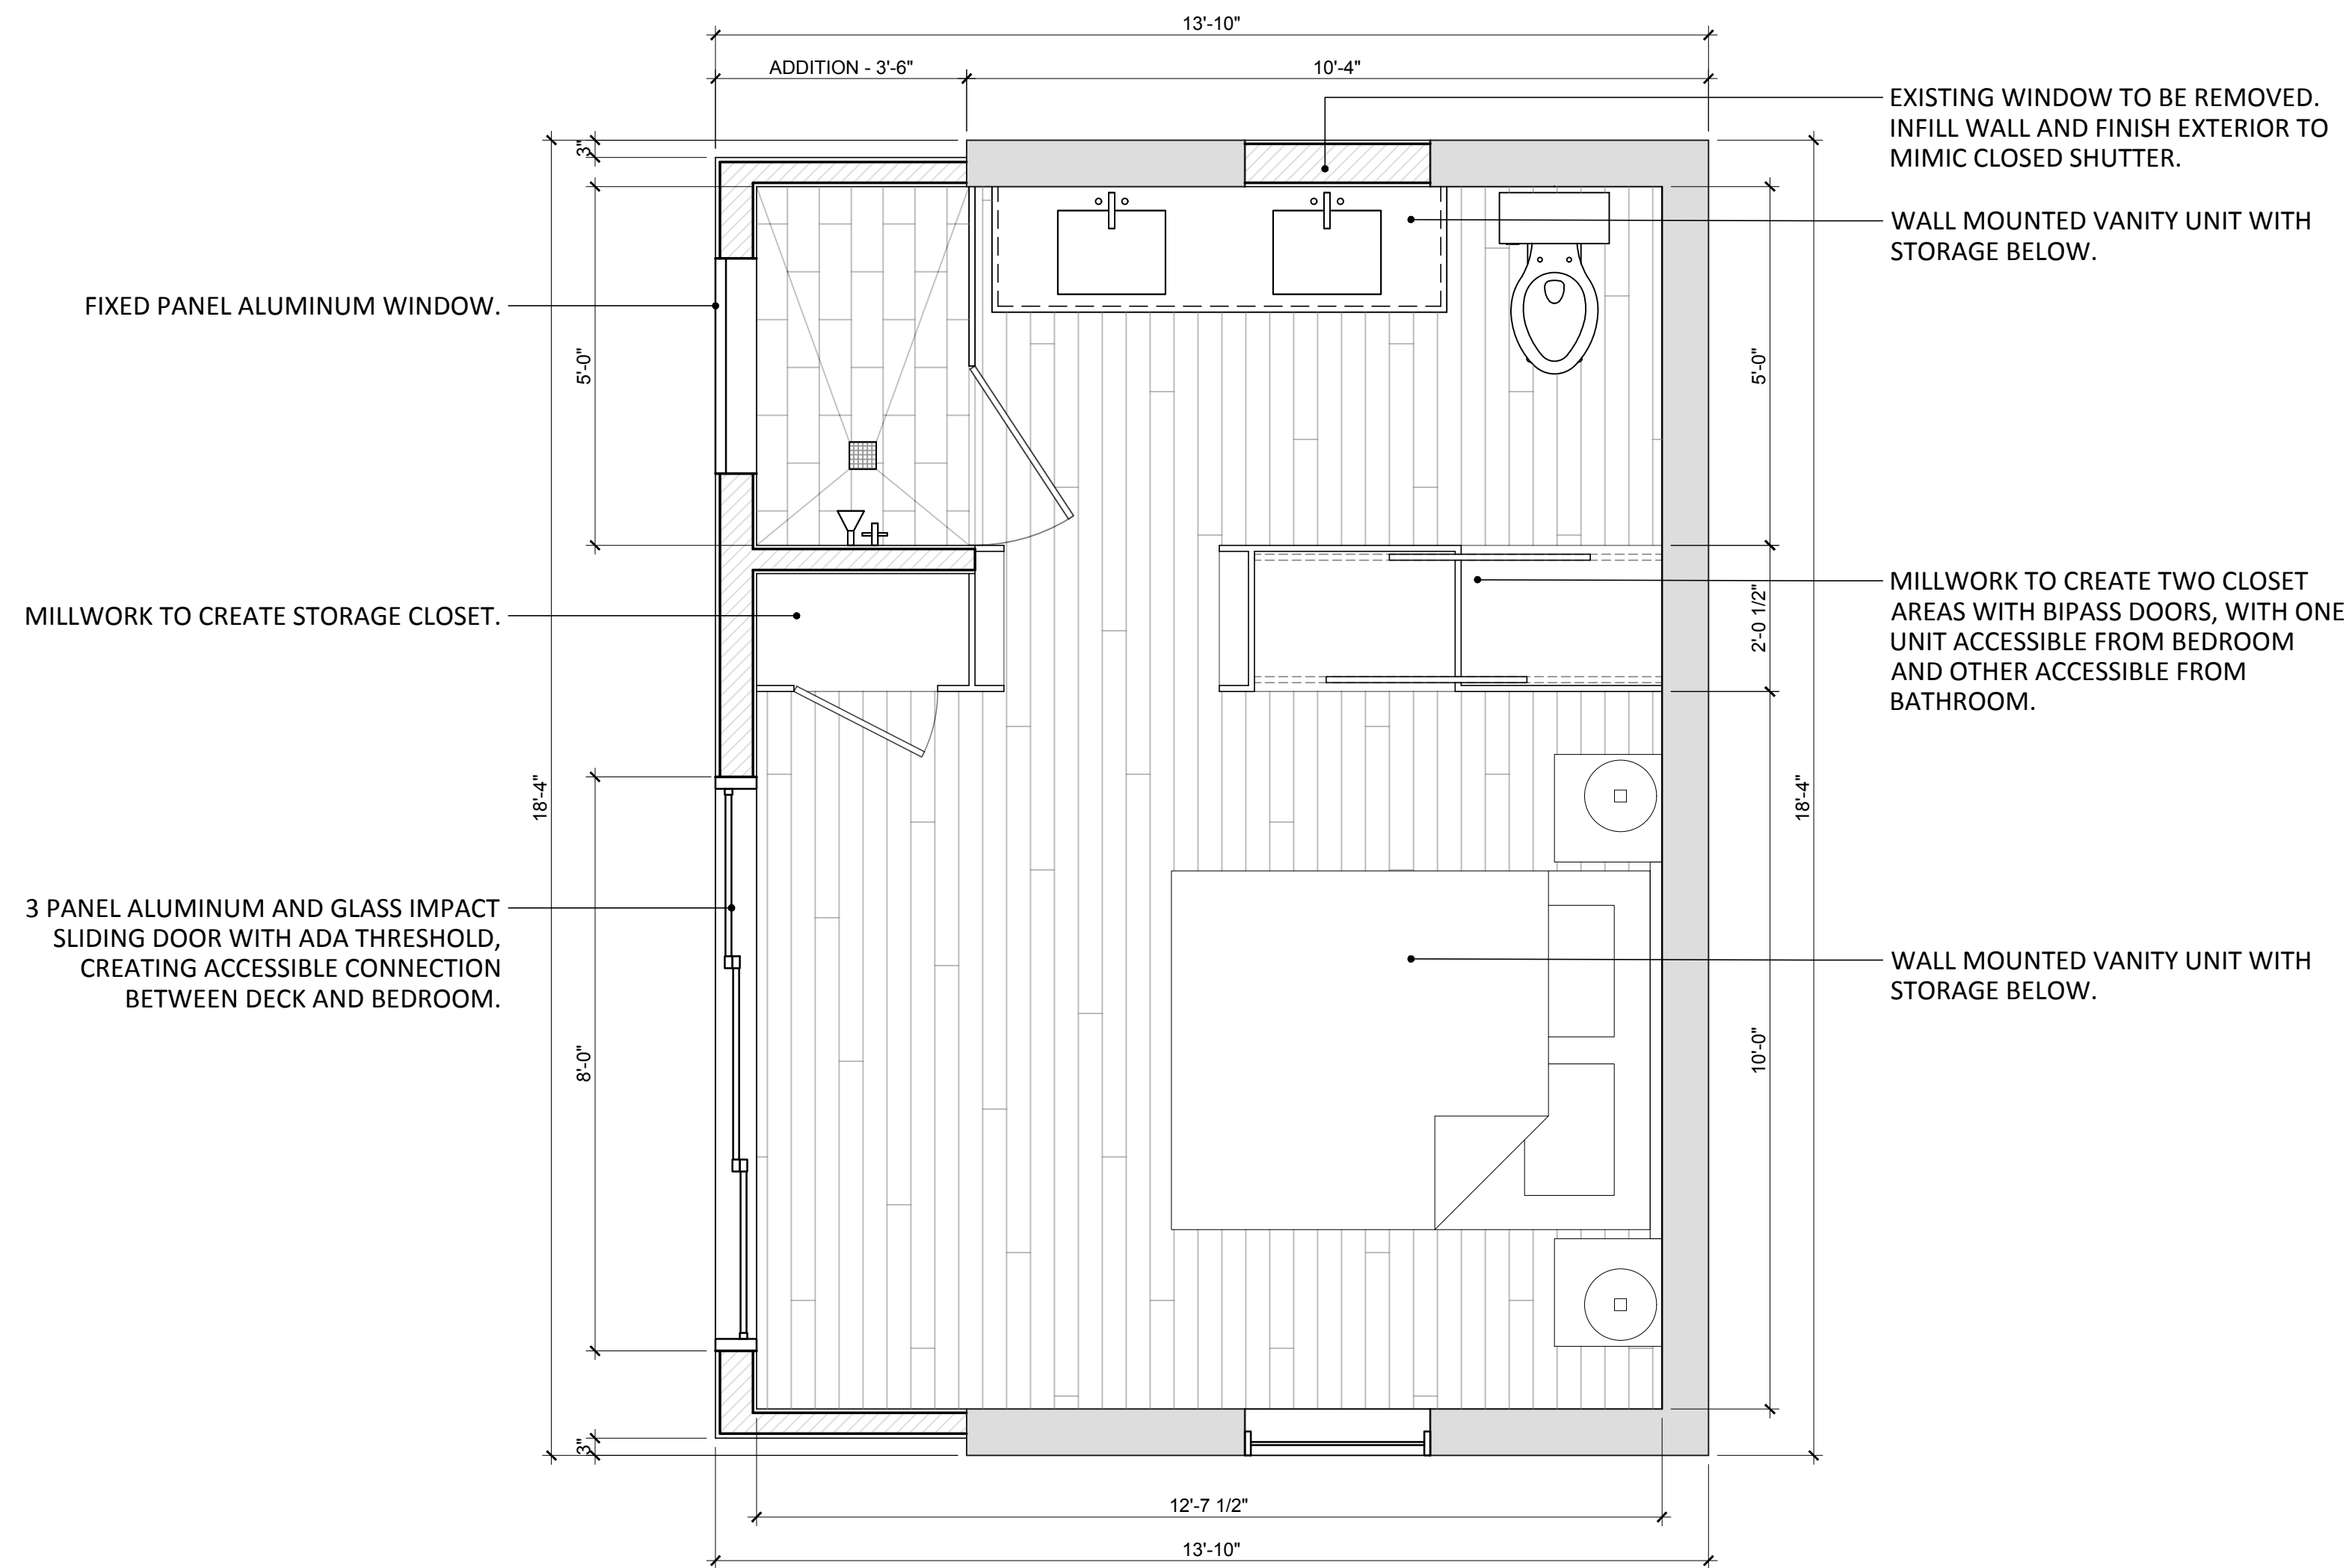 13'-10"
ADDITION - 3'-6"
10'-4"
EXISTING WINDOW TO BE REMOVED.
INFILL WALL AND FINISH EXTERIOR TO
MIMIC CLOSED SHUTTER.
3"
WALL MOUNTED VANITY UNIT WITH
STORAGE BELOW.
FIXED PANEL ALUMINUM WINDOW.
5'-0"
5'-0"
MILLWORK TO CREATE STORAGE CLOSET.
MILLWORK TO CREATE TWO CLOSET
AREAS WITH BIPASS DOORS, WITH ONE
UNIT ACCESSIBLE FROM BEDROOM
AND OTHER ACCESSIBLE FROM
BATHROOM.
2'-0 1/2"
18'-4"
18'-4"
3 PANEL ALUMINUM AND GLASS IMPACT
SLIDING DOOR WITH ADA THRESHOLD,
CREATING ACCESSIBLE CONNECTION
BETWEEN DECK AND BEDROOM.
WALL MOUNTED VANITY UNIT WITH
STORAGE BELOW.
8'-0"
10'-0"
3"
12'-7 1/2"
13'-10"